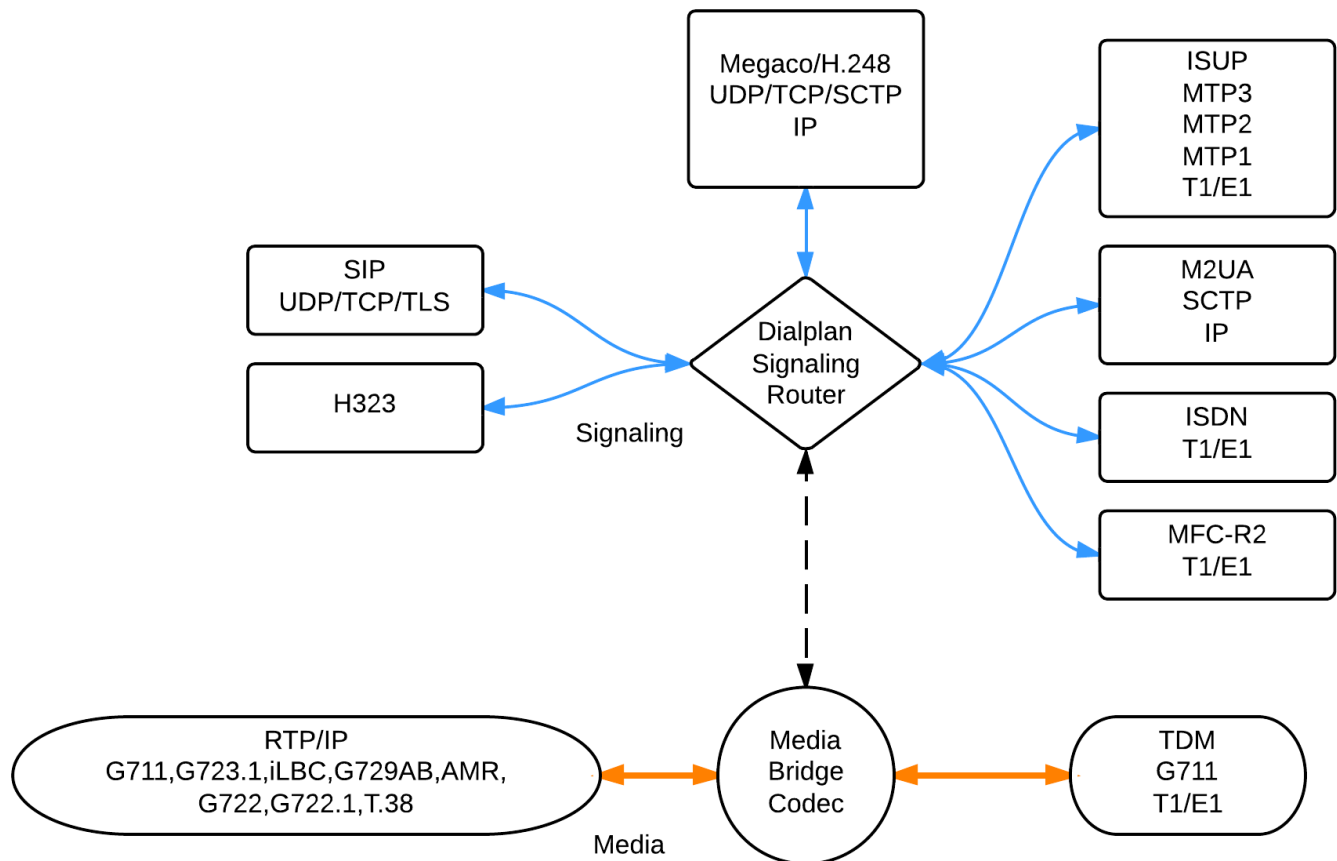 Megaco/H.248
UDP/TCP/SCTP
IP
ISUP
MTP3
MTP2
MTP1
T1/E1
SIP
UDP/TCP/TLS
H323
Signaling
Dialplan
Signaling
Router
M2UA
SCTP
IP
ISDN
T1/E1
MFC-R2
T1/E1
RTP/IP
G711,G723.1,iLBC,G729AB,AMR,
G722,G722.1,T.38
Media
Media
Bridge
Codec
TDM
G711
T1/E1